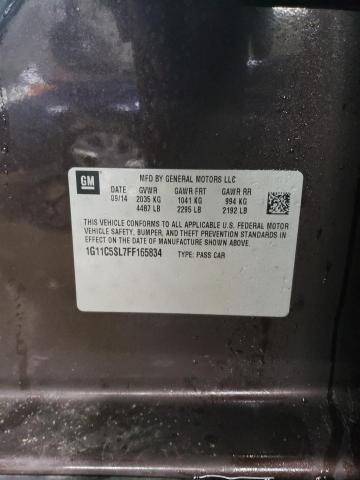 GM
MFD BY GENERAL MOTORS LLC
DATE GVWR GAWR FRT GAWR RR
09/14 2035 KG 1041 KG 994 KG
4487 LB 2295 LB 2192 LB
THIS VEHICLE CONFORMS TO ALL APPLICABLE U.S. FEDERAL MOTOR
VEHICLE SAFETY, BUMPER, AND THEFT PREVENTION STANDARDS
IN EFFECT ON THE DATE OF MANUFACTURE SHOWN ABOVE.
1G11C5SL7FF165834 TYPE: PASS CAR